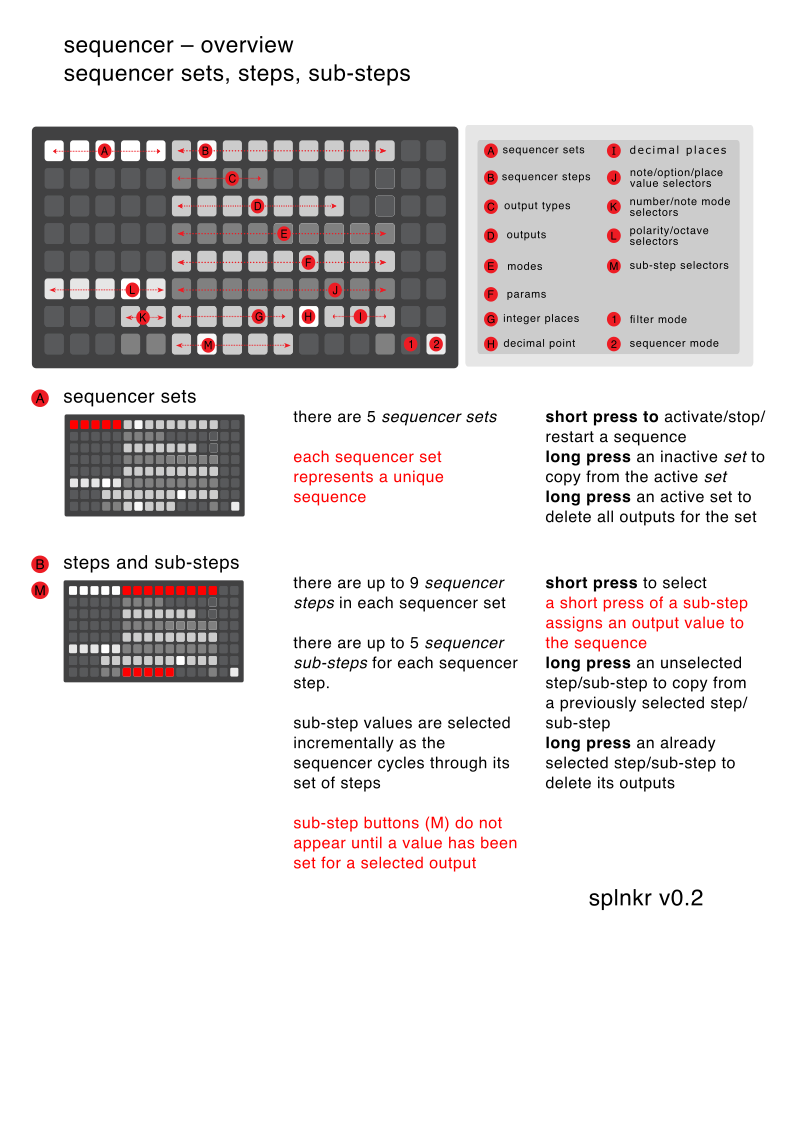 sequencer – overview
sequencer sets, steps, sub-steps
A
B
C
D
E
F
L
J
K
G
H
I
M
1
2
A sequencer sets
B sequencer steps
C output types
D outputs
E modes
F params
G integer places
H decimal point
I decimal places
J note/option/place
value selectors
K number/note mode
selectors
L polarity/octave
selectors
M sub-step selectors
1 filter mode
2 sequencer mode
A sequencer sets
there are 5 sequencer sets
each sequencer set
represents a unique
sequence
short press to activate/stop/
restart a sequence
long press an inactive set to
copy from the active set
long press an active set to
delete all outputs for the set
B steps and sub-steps
M
there are up to 9 sequencer
steps in each sequencer set
there are up to 5 sequencer
sub-steps for each sequencer
step.
sub-step values are selected
incrementally as the
sequencer cycles through its
set of steps
sub-step buttons (M) do not
appear until a value has been
set for a selected output
short press to select
a short press of a sub-step
assigns an output value to
the sequence
long press an unselected
step/sub-step to copy from
a previously selected step/
sub-step
long press an already
selected step/sub-step to
delete its outputs
splnkr v0.2